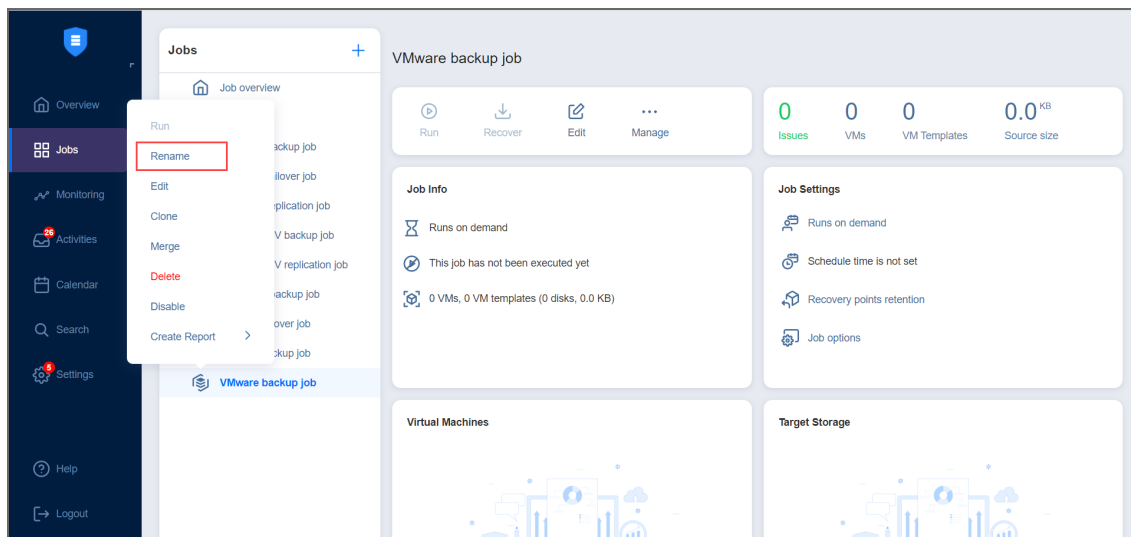 Jobs
+
VMware backup job
Job overview
Overview
Jobs
Monitoring
26
Activities
Calendar
Search
5
Settings
Help
Logout
Run
Rename
Edit
Clone
Merge
Delete
Disable
Create Report
ackup job
lover job
plication job
V backup job
V replication job
ackup job
over job
ckup job
VMware backup job
Run
Recover
Edit
Manage
0
Issues
0
VMs
0
VM Templates
0.0 KB
Source size
Job Info
Runs on demand
This job has not been executed yet
0 VMs, 0 VM templates (0 disks, 0.0 KB)
Job Settings
Runs on demand
Schedule time is not set
Recovery points retention
Job options
Virtual Machines
Target Storage